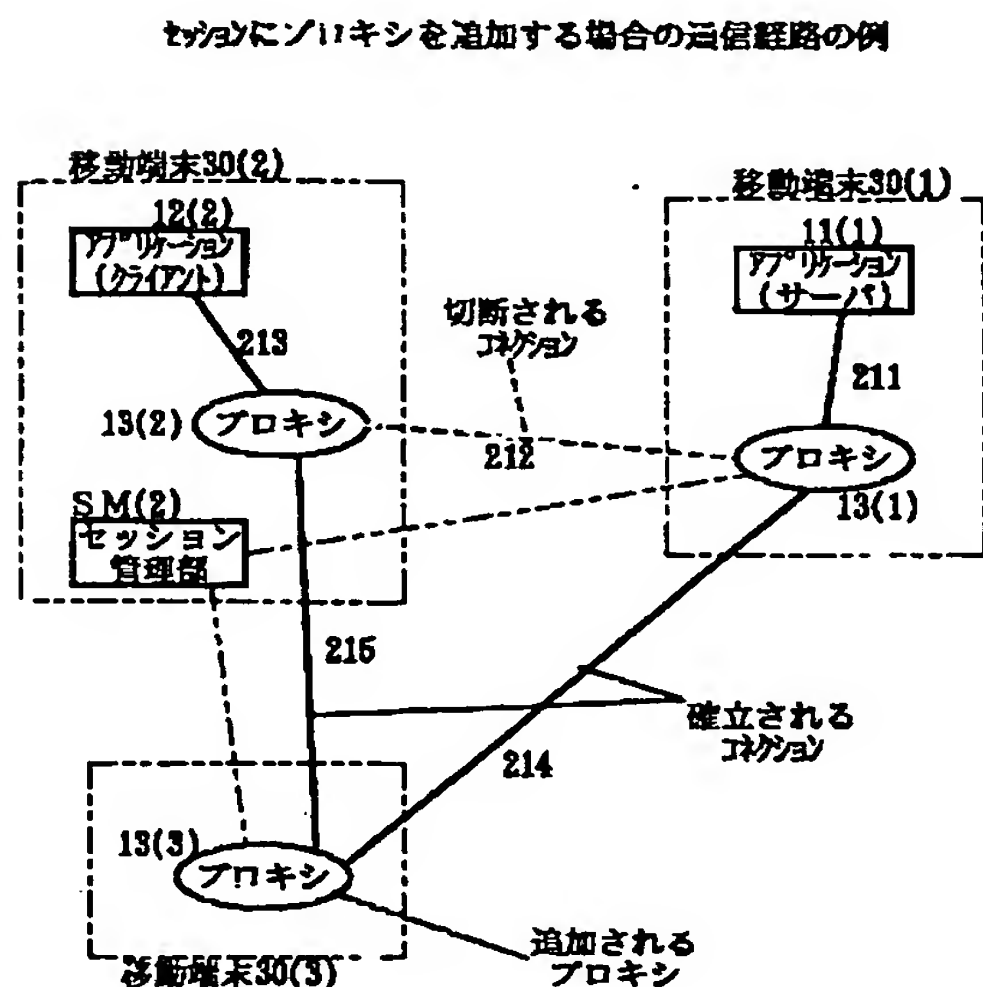 セッションにプロキシを追加する場合の通信経路の例
移動端末30(2)
12(2)
アプリケーション
(クライアント)
213
13(2)
プロキシ
SM(2)
セッション
管理部
切断される
コネクション
212
移動端末30(1)
11(1)
アプリケーション
(サーバ)
211
プロキシ
13(1)
215
214
確立される
コネクション
13(3)
プロキシ
移動端末30(3)
追加される
プロキシ